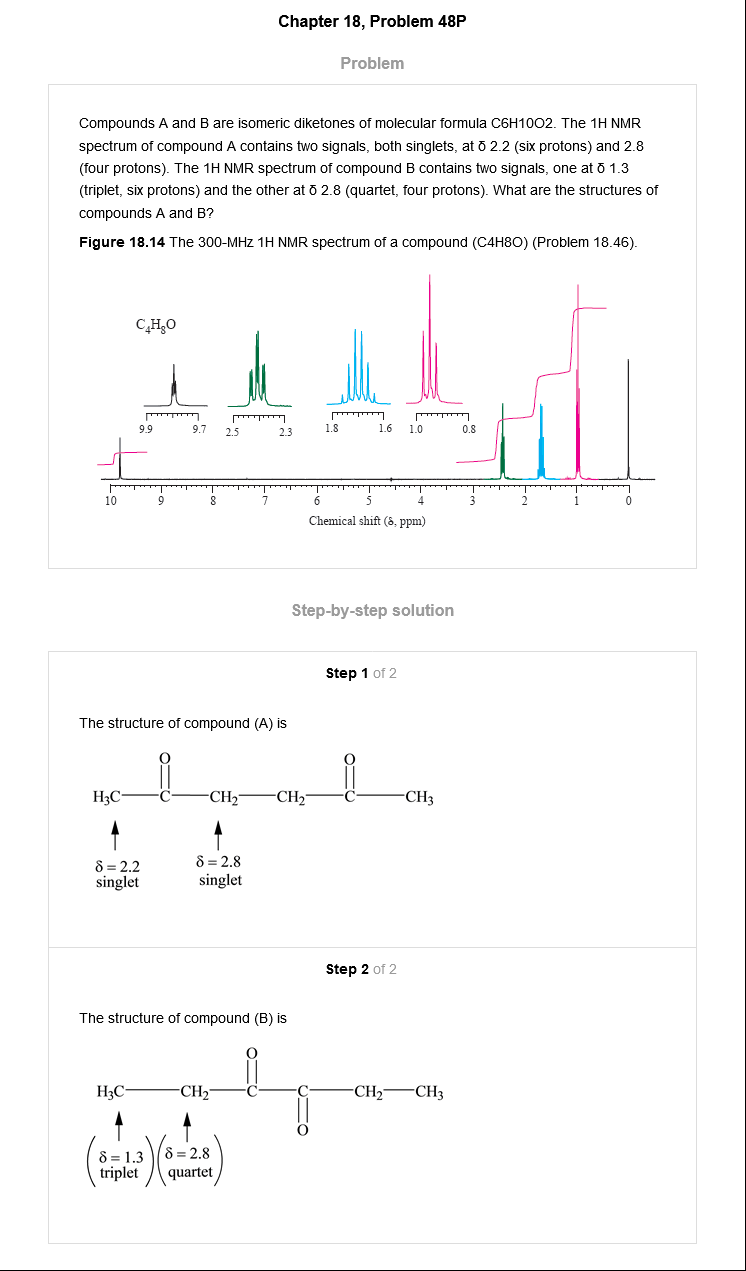 Chapter 18, Problem 48P
Problem
Compounds A and B are isomeric diketones of molecular formula C6H10O2. The 1H NMR
spectrum of compound A contains two signals, both singlets, at δ 2.2 (six protons) and 2.8
(four protons). The 1H NMR spectrum of compound B contains two signals, one at δ 1.3
(triplet, six protons) and the other at δ 2.8 (quartet, four protons). What are the structures of
compounds A and B?
Figure 18.14 The 300-MHz 1H NMR spectrum of a compound (C4H8O) (Problem 18.46).
C₄H₈O
9.9 9.7 2.5 2.3 1.8 1.6 1.0 0.8
10 9 8 7 6 5 4 3 2 1 0
Chemical shift (δ, ppm)
Step-by-step solution
Step 1 of 2
The structure of compound (A) is
O O
H₃C C CH₂ CH₂ C CH₃
δ = 2.2 δ = 2.8
singlet singlet
Step 2 of 2
The structure of compound (B) is
O
H₃C CH₂ C C CH₂ CH₃
O
δ = 1.3 δ = 2.8
triplet quartet